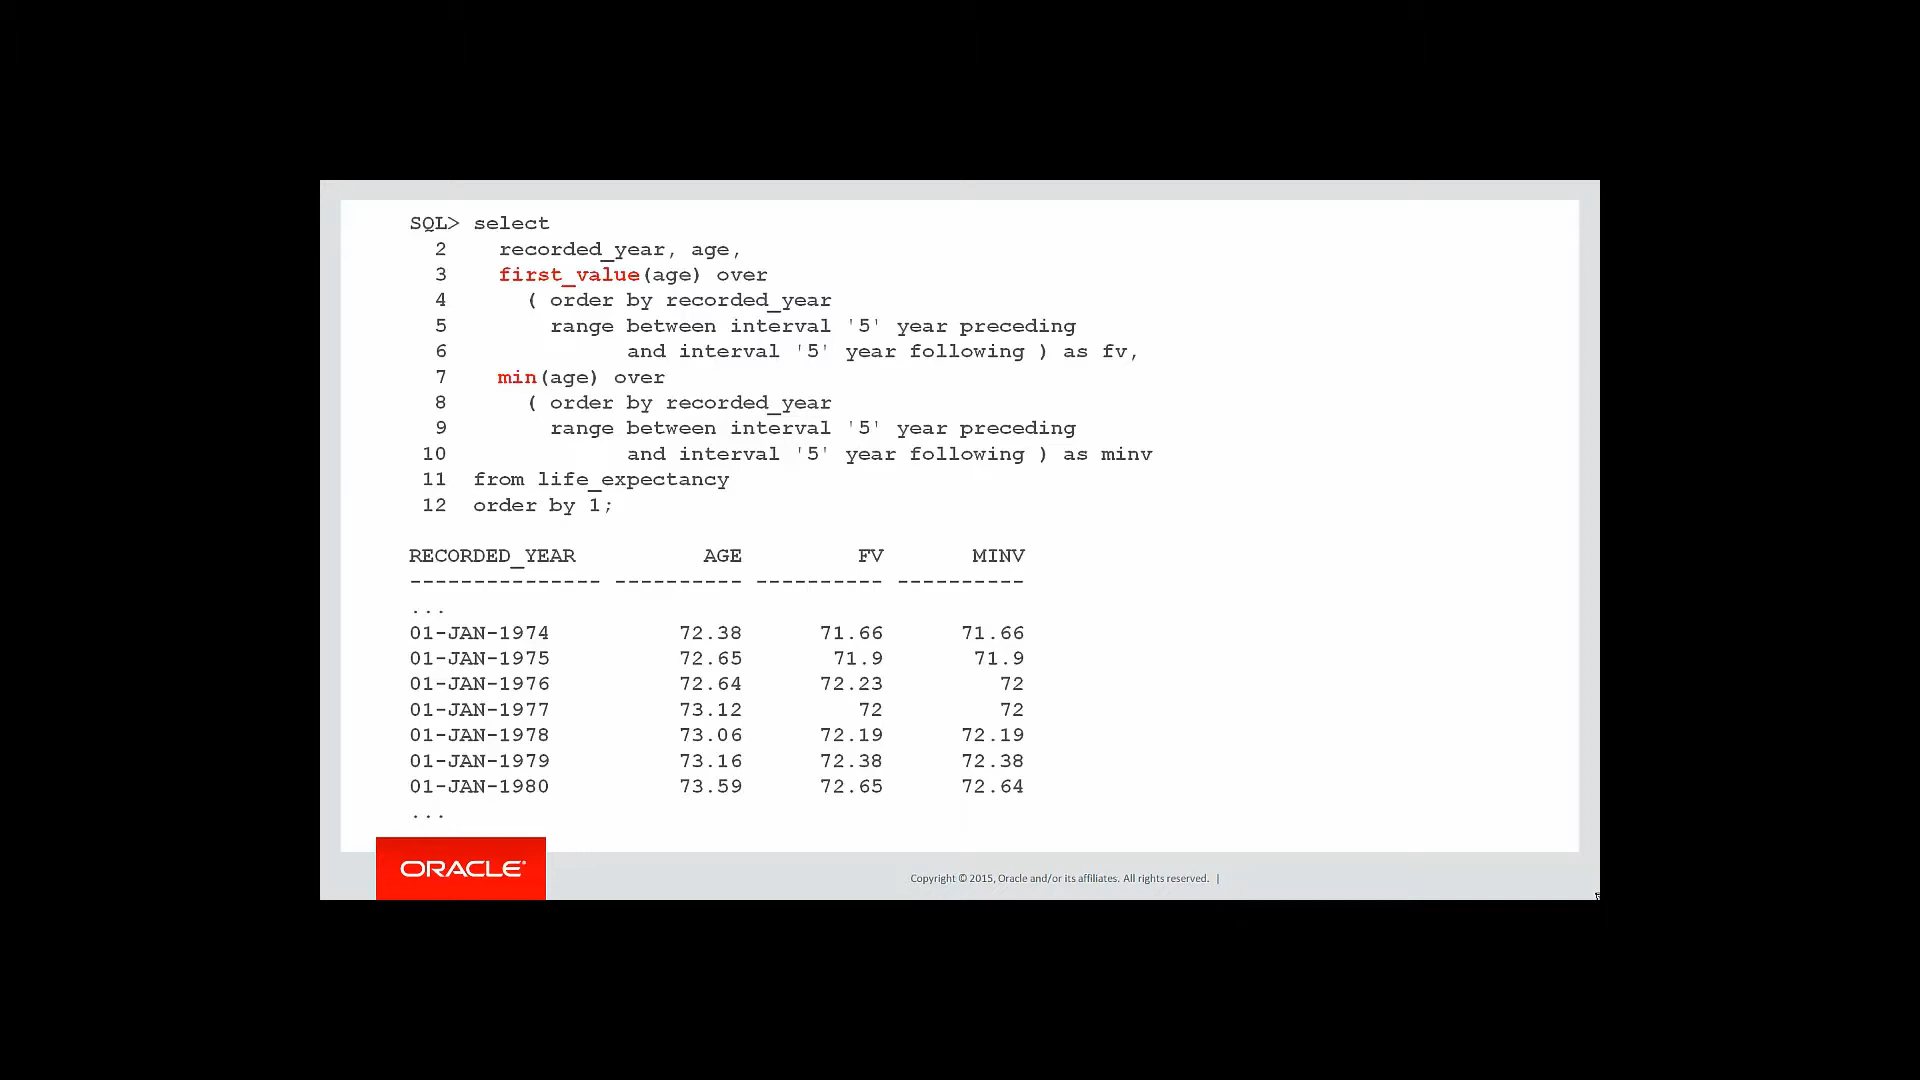 SQL> select
2 recorded_year, age,
3 first_value(age) over
4 ( order by recorded_year
5 range between interval '5' year preceding
6 and interval '5' year following ) as fv,
7 min(age) over
8 ( order by recorded_year
9 range between interval '5' year preceding
10 and interval '5' year following ) as minv
11 from life_expectancy
12 order by 1;
RECORDED_YEAR AGE FV MINV
--------------- ---------- ---------- ----------
...
01-JAN-1974 72.38 71.66 71.66
01-JAN-1975 72.65 71.9 71.9
01-JAN-1976 72.64 72.23 72
01-JAN-1977 73.12 72 72
01-JAN-1978 73.06 72.19 72.19
01-JAN-1979 73.16 72.38 72.38
01-JAN-1980 73.59 72.65 72.64
...
ORACLE®
Copyright © 2015, Oracle and/or its affiliates. All rights reserved. |